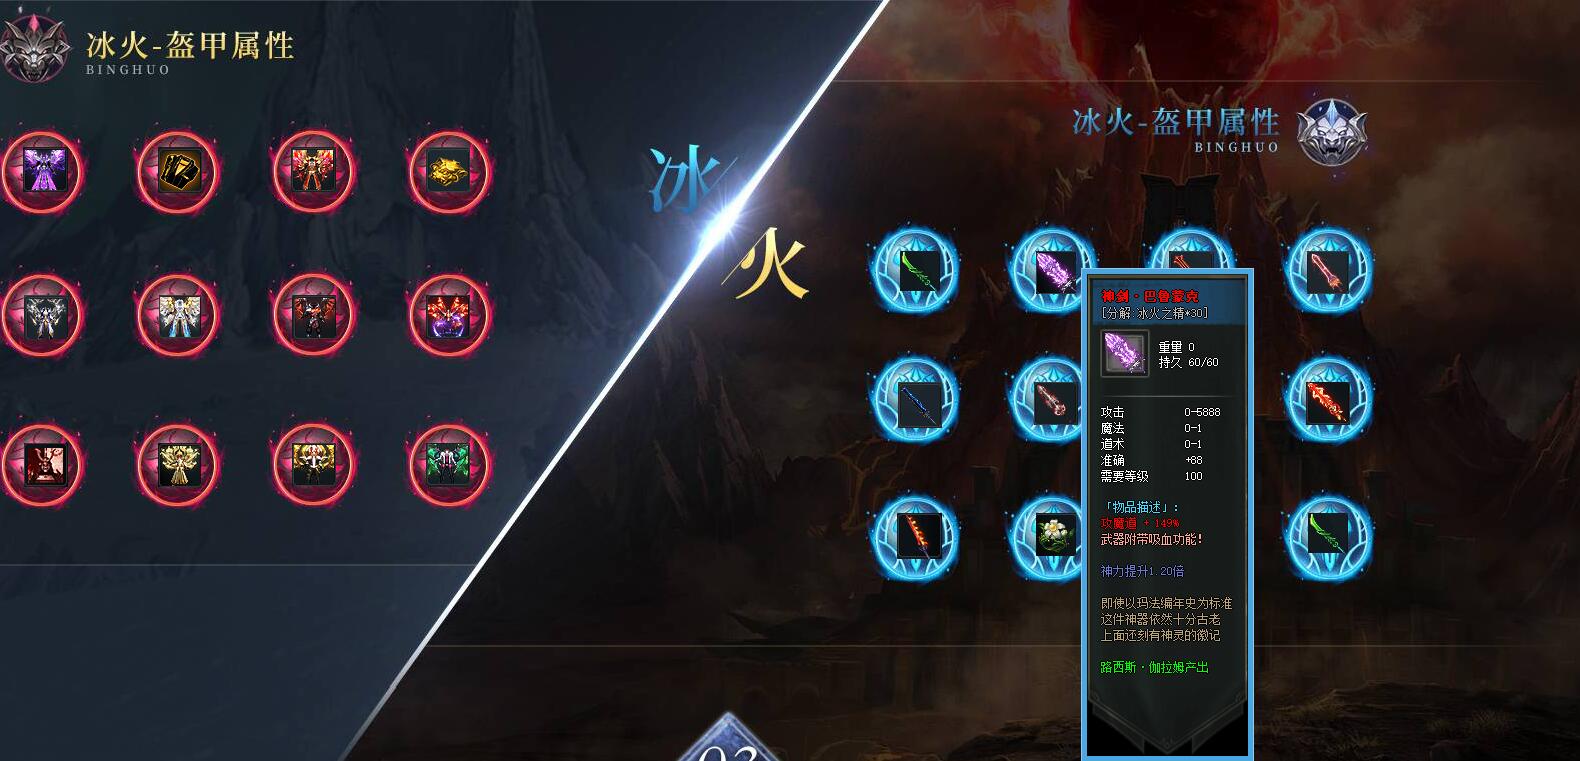 冰火-盔甲属性
BINGHUO
冰火-盔甲属性
BINGHUO
冰
火
神剑·巴鲁蒙克
[分解:冰火之精*30]
重量 0
持久 60/60
攻击 0-5888
魔法 0-1
道术 0-1
准确 +88
需要等级 100
「物品描述」:
攻魔道 + 149%
武器附带吸血功能!
神力提升1.20倍
即使以玛法编年史为标准
这件神器依然十分古老
上面还刻有神灵的徽记
路西斯·伽拉姆产出
03